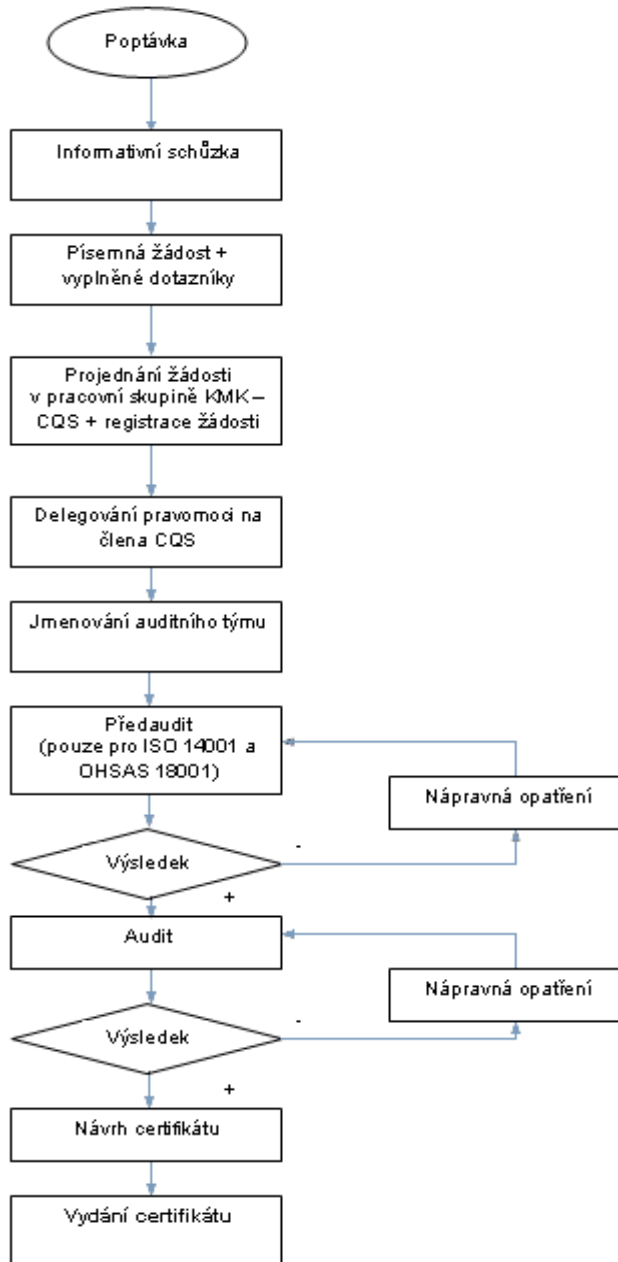 Poptávka
Informativní schůzka
Písemná žádost +
vyplněné dotazníky
Projednání žádosti
v pracovní skupině KMK –
CQS + registrace žádosti
Delegování pravomoci na
člena CQS
Jmenování auditního týmu
Předaudit
(pouze pro ISO 14001 a
OHSAS 18001)
Nápravná opatření
Výsledek
-
+
Audit
Nápravná opatření
Výsledek
-
+
Návrh certifikátu
Vydání certifikátu